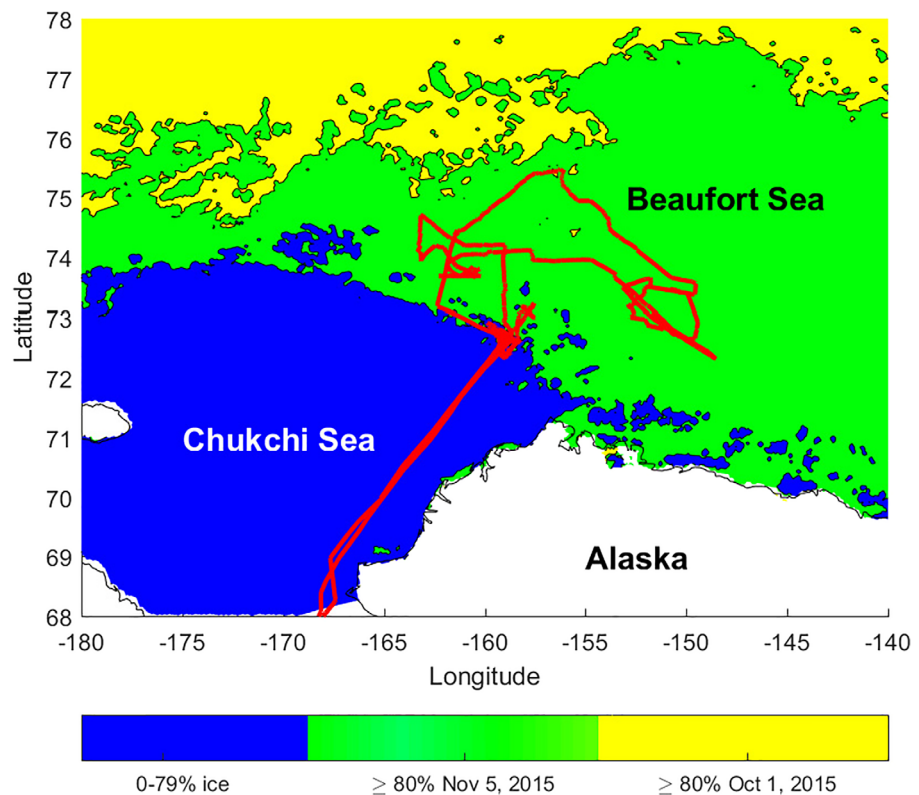 78
77
76
75
74
73
72
71
70
69
68
Latitude
Beaufort Sea
Chukchi Sea
Alaska
-180 -175 -170 -165 -160 -155 -150 -145 -140
Longitude
0-79% ice ≥ 80% Nov 5, 2015 ≥ 80% Oct 1, 2015